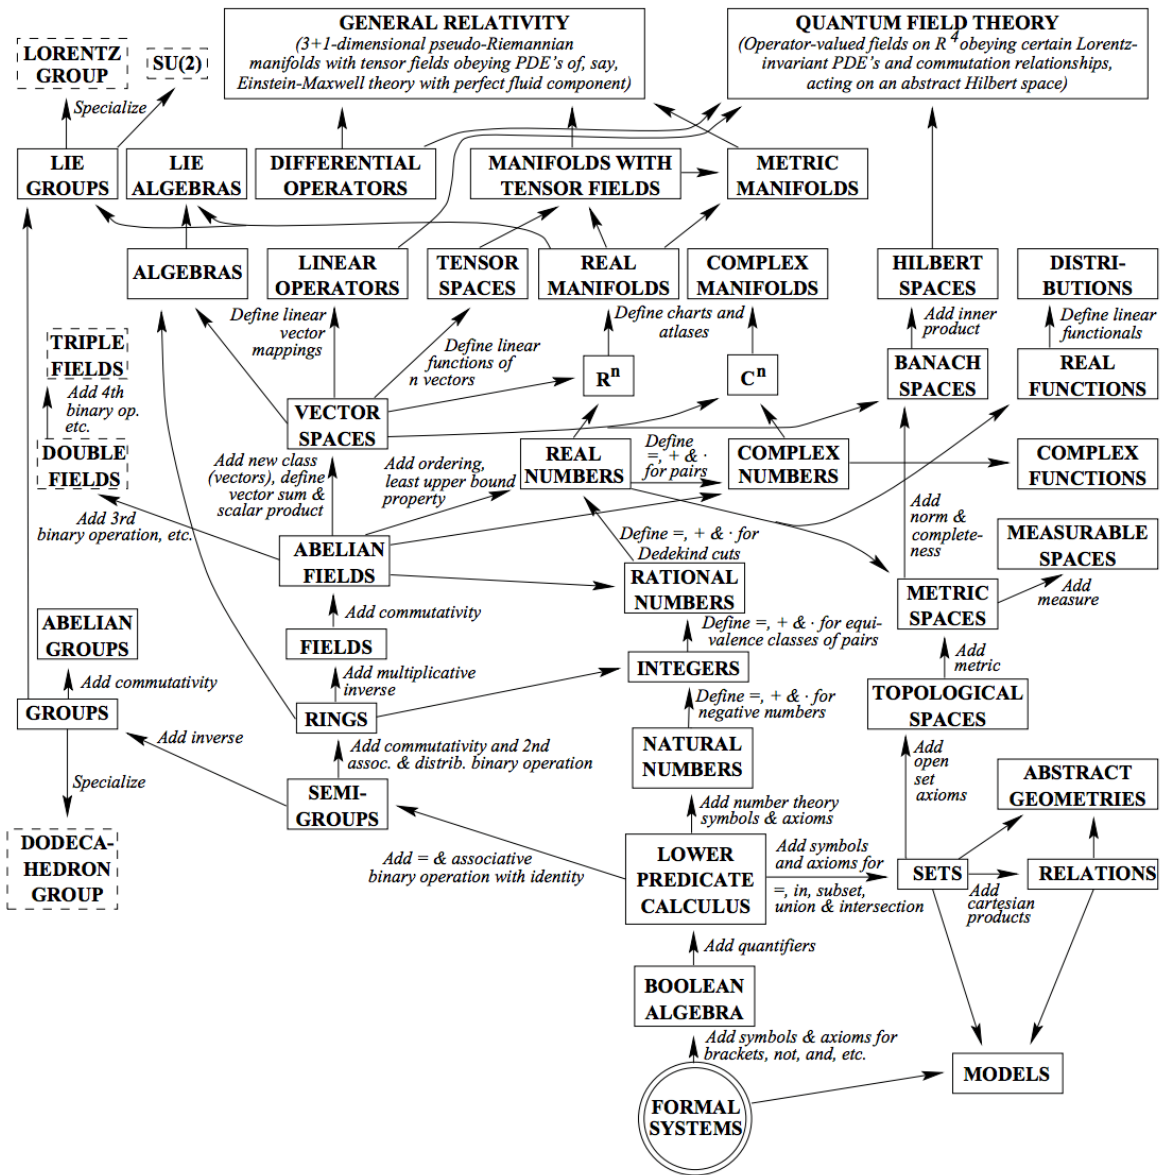 GENERAL RELATIVITY
(3+1-dimensional pseudo-Riemannian
manifolds with tensor fields obeying PDE's of, say,
Einstein-Maxwell theory with perfect fluid component)
QUANTUM FIELD THEORY
(Operator-valued fields on R⁴ obeying certain Lorentz-
invariant PDE's and commutation relationships,
acting on an abstract Hilbert space)
LORENTZ
GROUP
SU(2)
Specialize
LIE
GROUPS
LIE
ALGEBRAS
DIFFERENTIAL
OPERATORS
MANIFOLDS WITH
TENSOR FIELDS
METRIC
MANIFOLDS
ALGEBRAS
LINEAR
OPERATORS
TENSOR
SPACES
REAL
MANIFOLDS
COMPLEX
MANIFOLDS
HILBERT
SPACES
DISTRI-
BUTIONS
Define linear
vector
mappings
Define charts and
atlases
Add inner
product
Define linear
functionals
TRIPLE
FIELDS
Define linear
functions of
n vectors
Rⁿ
Cⁿ
BANACH
SPACES
REAL
FUNCTIONS
Add 4th
binary op.
etc.
VECTOR
SPACES
DOUBLE
FIELDS
Add new class
(vectors), define
vector sum &
scalar product
Add ordering,
least upper bound
property
REAL
NUMBERS
Define
=, + & ·
for pairs
COMPLEX
NUMBERS
COMPLEX
FUNCTIONS
Add 3rd
binary operation, etc.
Add
norm &
complete-
ness
MEASURABLE
SPACES
ABELIAN
FIELDS
Define =, + & · for
Dedekind cuts
RATIONAL
NUMBERS
METRIC
SPACES
Add
measure
Add commutativity
ABELIAN
GROUPS
FIELDS
Define =, + & · for equi-
valence classes of pairs
INTEGERS
Add
metric
Add commutativity
Add multiplicative
inverse
GROUPS
RINGS
Define =, + & · for
negative numbers
TOPOLOGICAL
SPACES
Add inverse
Add commutativity and 2nd
assoc. & distrib. binary operation
NATURAL
NUMBERS
Add
open
set
axioms
Specialize
SEMI-
GROUPS
Add number theory
symbols & axioms
ABSTRACT
GEOMETRIES
DODECA-
HEDRON
GROUP
Add = & associative
binary operation with identity
LOWER
PREDICATE
CALCULUS
Add symbols
and axioms for
=, in, subset,
union & intersection
SETS
Add
cartesian
products
RELATIONS
Add quantifiers
BOOLEAN
ALGEBRA
Add symbols & axioms for
brackets, not, and, etc.
MODELS
FORMAL
SYSTEMS